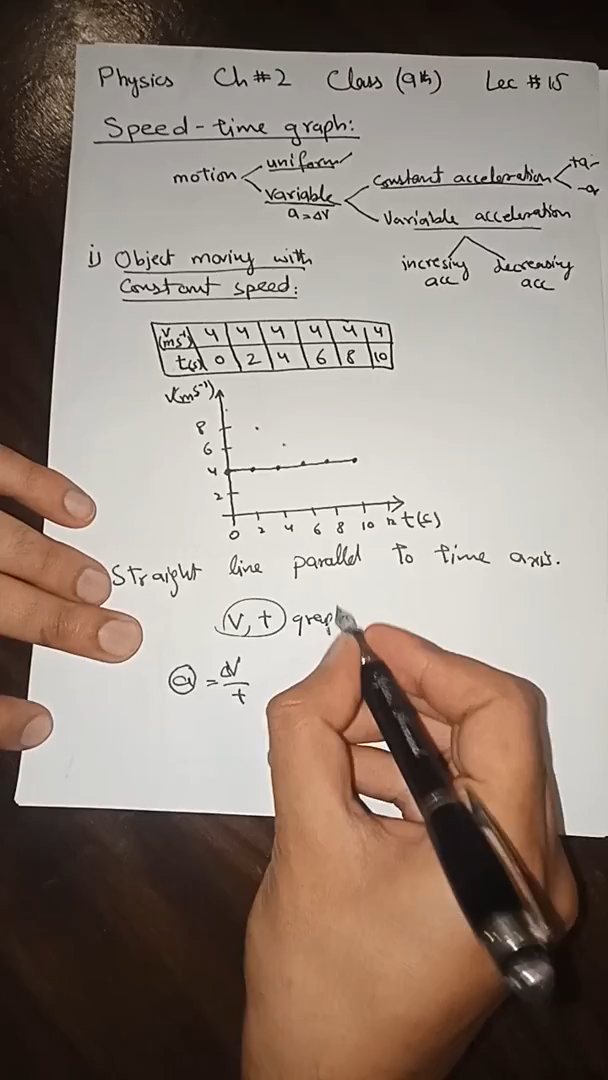 Physics Ch #2 Class (9th) Lec # 15
Speed-time graph:
motion uniform
variable
a = ΔV
Constant acceleration +a
-a
Variable acceleration
incresing acc
decreasing acc
i) Object moving with
Constant speed:
V(ms⁻¹) 4 4 4 4 4 4
t(s) 0 2 4 6 8 10
V(ms⁻¹)
8
6
4
2
0 2 4 6 8 10 12 t(s)
Straight line parallel to time axis.
V, t graph
a = ΔV
t